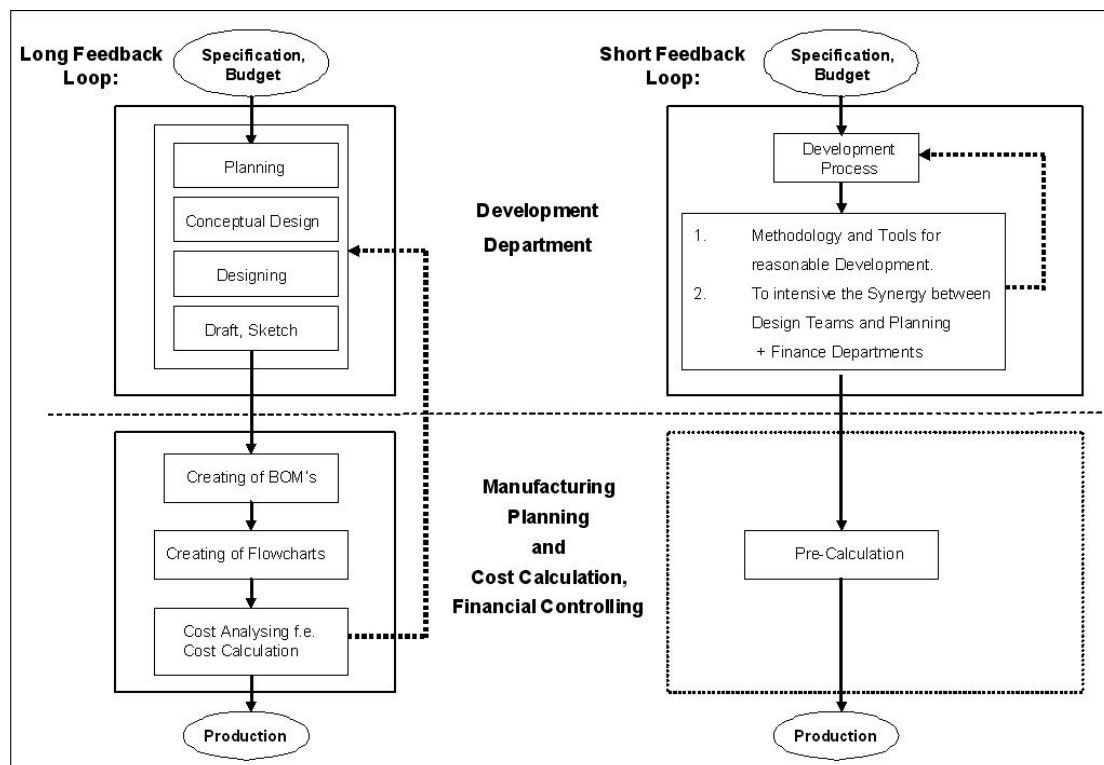 Long Feedback
Loop:
Specification,
Budget
Planning
Conceptual Design
Designing
Draft, Sketch
Creating of BOM's
Creating of Flowcharts
Cost Analysing f.e.
Cost Calculation
Production
Development
Department
Manufacturing
Planning
and
Cost Calculation,
Financial Controlling
Short Feedback
Loop:
Specification,
Budget
Development
Process
1. Methodology and Tools for
reasonable Development.
2. To intensive the Synergy between
Design Teams and Planning
+ Finance Departments
Pre-Calculation
Production